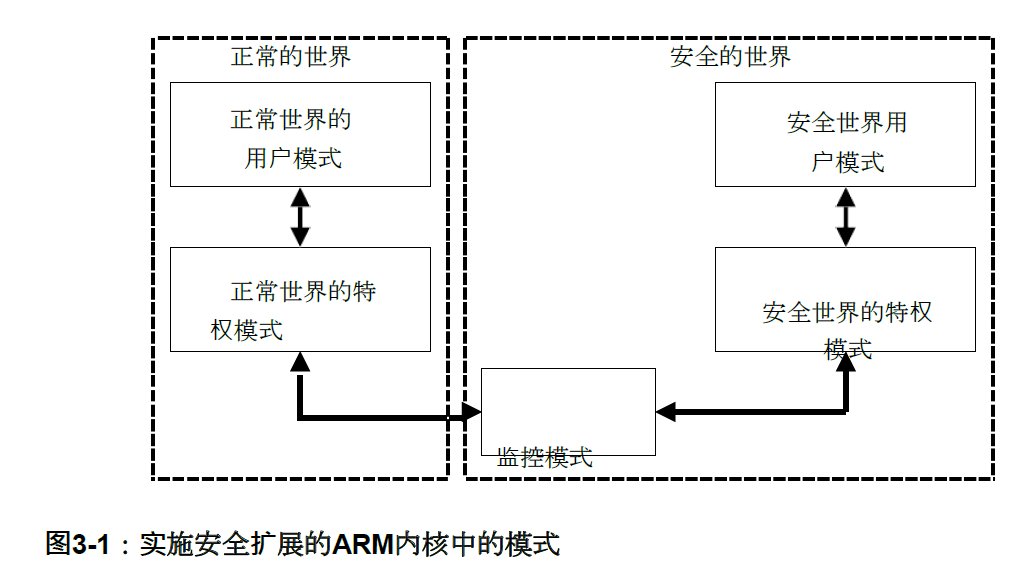 正常的世界
安全的世界
正常世界的
用户模式
安全世界用
户模式
正常世界的特
权模式
安全世界的特权
模式
监控模式
图3-1：实施安全扩展的ARM内核中的模式